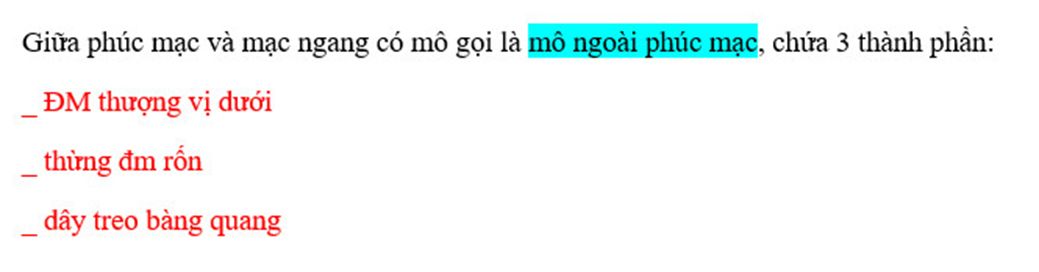 Giữa phúc mạc và mạc ngang có mô gọi là mô ngoài phúc mạc, chứa 3 thành phần:
_ ĐM thượng vị dưới
_ thừng đm rốn
_ dây treo bàng quang